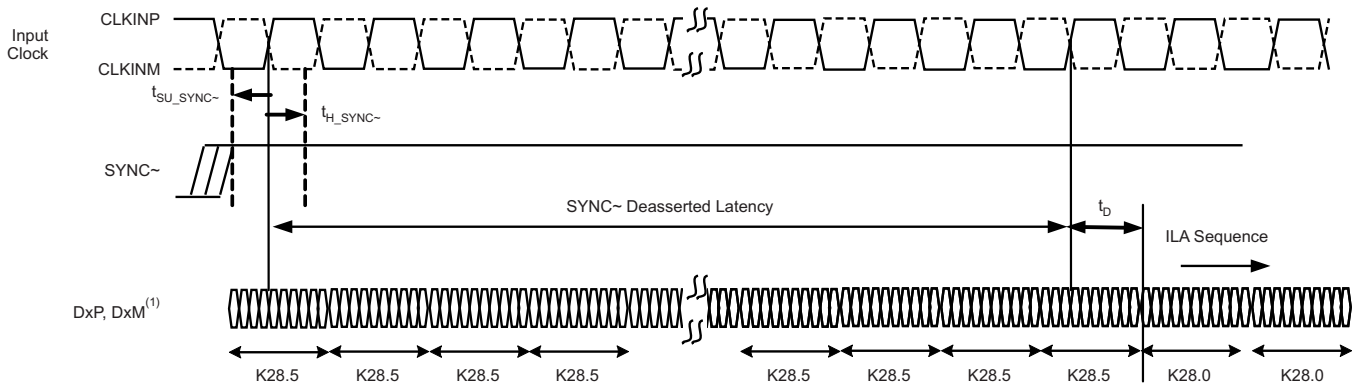 CLKINP
Input
Clock
CLKINM
tSU_SYNC~
tH_SYNC~
SYNC~
SYNC~ Deasserted Latency
tD
ILA Sequence
DxP, DxM(1)
K28.5 K28.5 K28.5 K28.5 K28.5 K28.5 K28.5 K28.5 K28.0 K28.0